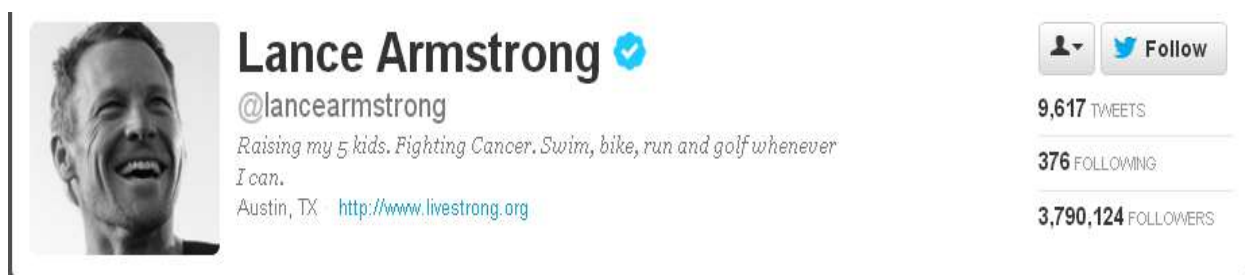 Lance Armstrong
@lancearmstrong
Raising my 5 kids. Fighting Cancer. Swim, bike, run and golf whenever
I can.
Austin, TX · http://www.livestrong.org
Follow
9,617 TWEETS
376 FOLLOWING
3,790,124 FOLLOWERS